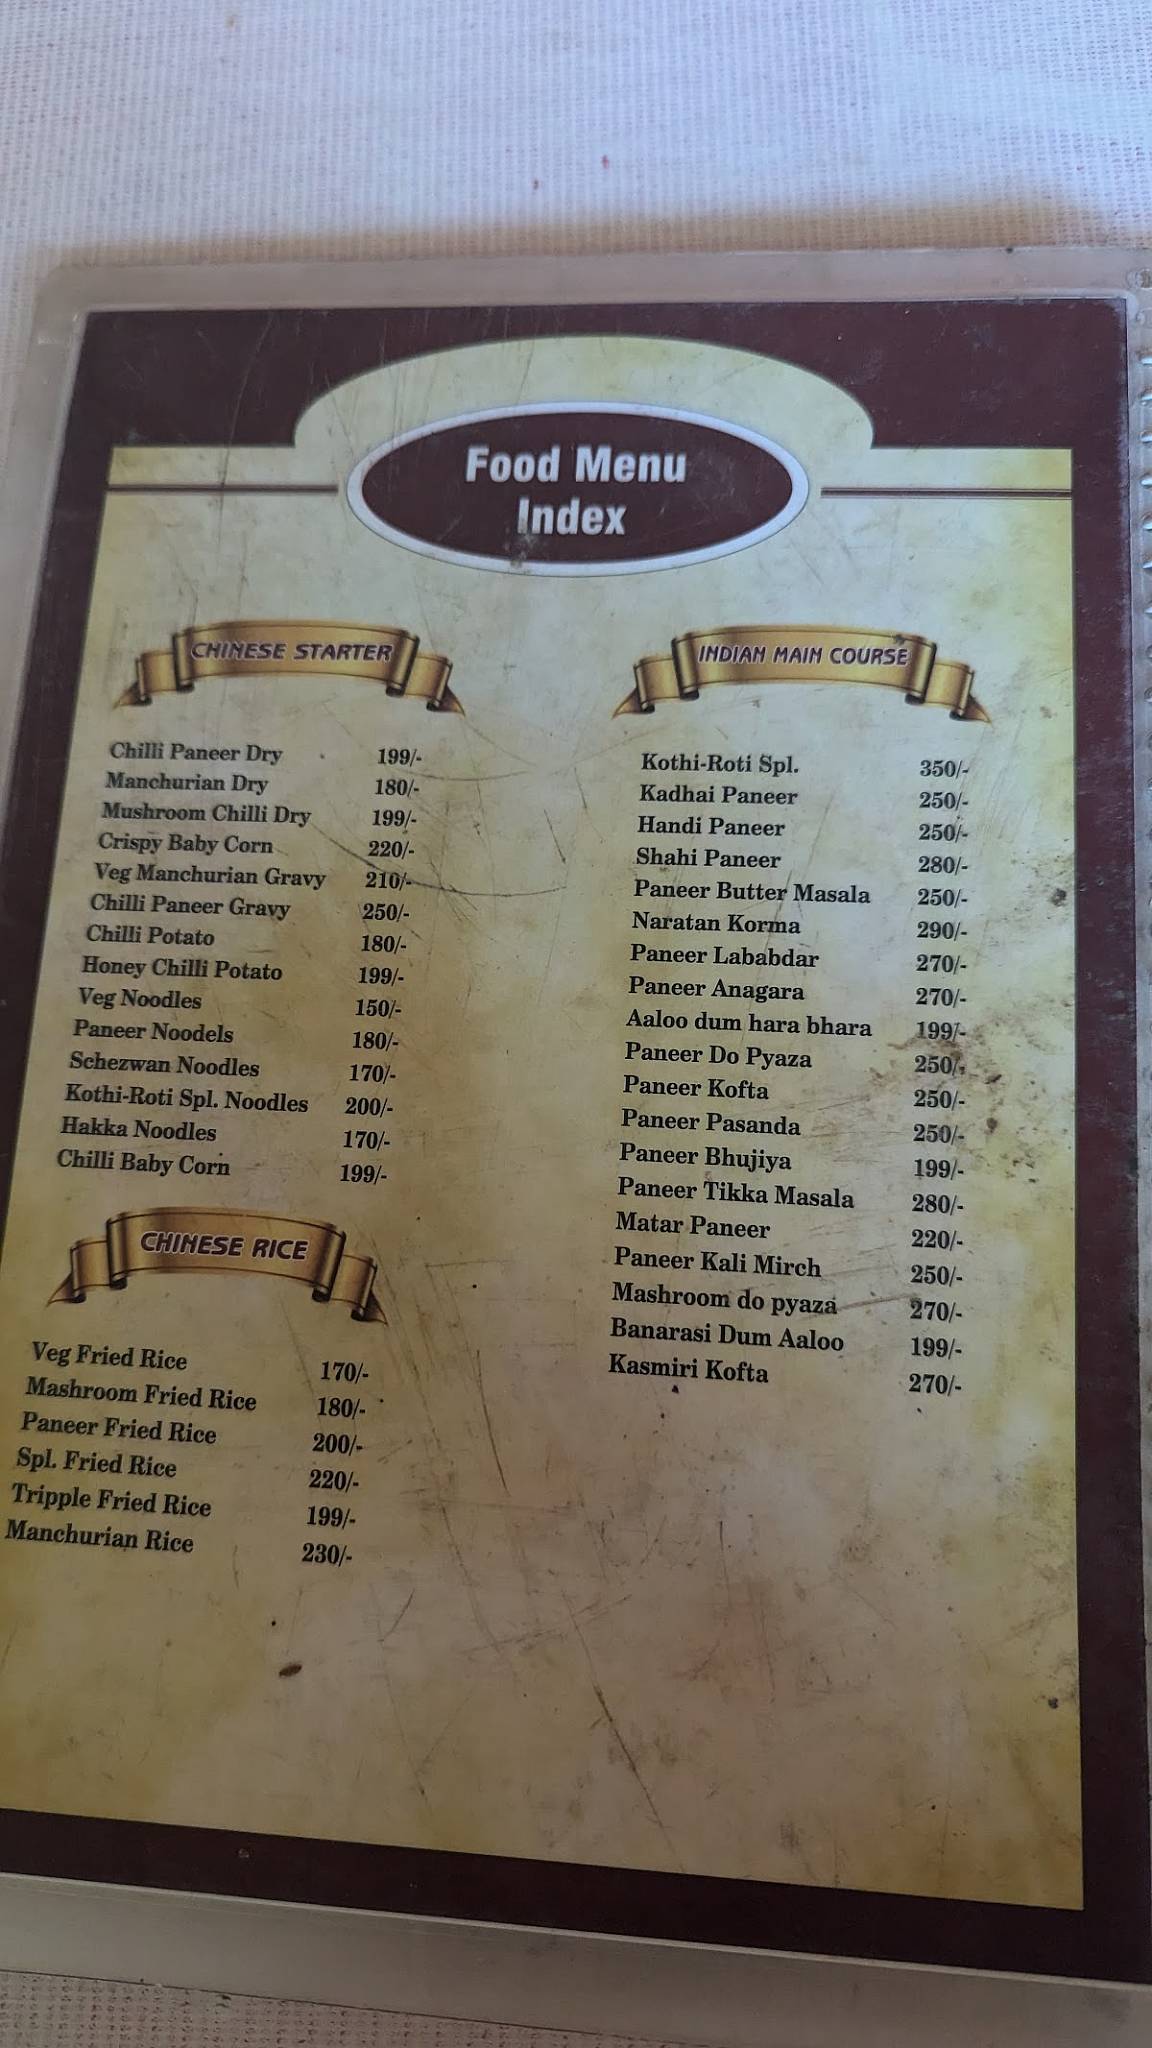 Food Menu
Index
CHINESE STARTER
Chilli Paneer Dry 199/-
Manchurian Dry 180/-
Mushroom Chilli Dry 199/-
Crispy Baby Corn 220/-
Veg Manchurian Gravy 210/-
Chilli Paneer Gravy 250/-
Chilli Potato 180/-
Honey Chilli Potato 199/-
Veg Noodles 150/-
Paneer Noodels 180/-
Schezwan Noodles 170/-
Kothi-Roti Spl. Noodles 200/-
Hakka Noodles 170/-
Chilli Baby Corn 199/-
CHINESE RICE
Veg Fried Rice 170/-
Mashroom Fried Rice 180/-
Paneer Fried Rice 200/-
Spl. Fried Rice 220/-
Tripple Fried Rice 199/-
Manchurian Rice 230/-
INDIAN MAIN COURSE
Kothi-Roti Spl. 350/-
Kadhai Paneer 250/-
Handi Paneer 250/-
Shahi Paneer 280/-
Paneer Butter Masala 250/-
Naratan Korma 290/-
Paneer Lababdar 270/-
Paneer Anagara 270/-
Aaloo dum hara bhara 199/-
Paneer Do Pyaza 250/-
Paneer Kofta 250/-
Paneer Pasanda 250/-
Paneer Bhujiya 199/-
Paneer Tikka Masala 280/-
Matar Paneer 220/-
Paneer Kali Mirch 250/-
Mashroom do pyaza 270/-
Banarasi Dum Aaloo 199/-
Kasmiri Kofta 270/-